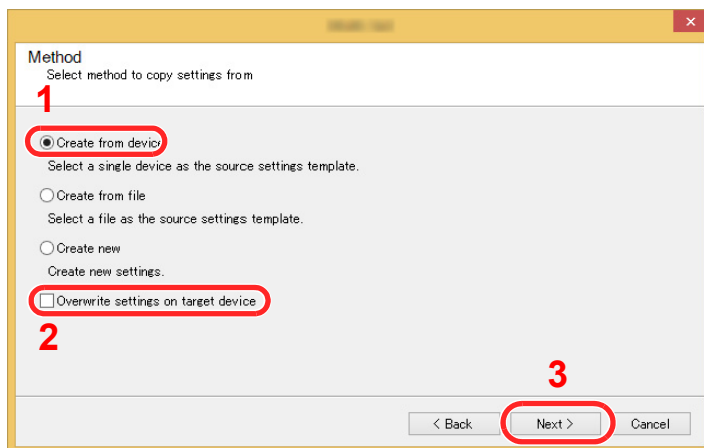 Method
Select method to copy settings from
1
Create from device
Select a single device as the source settings template.
Create from file
Select a file as the source settings template.
Create new
Create new settings.
Overwrite settings on target device
2
3
< Back Next > Cancel